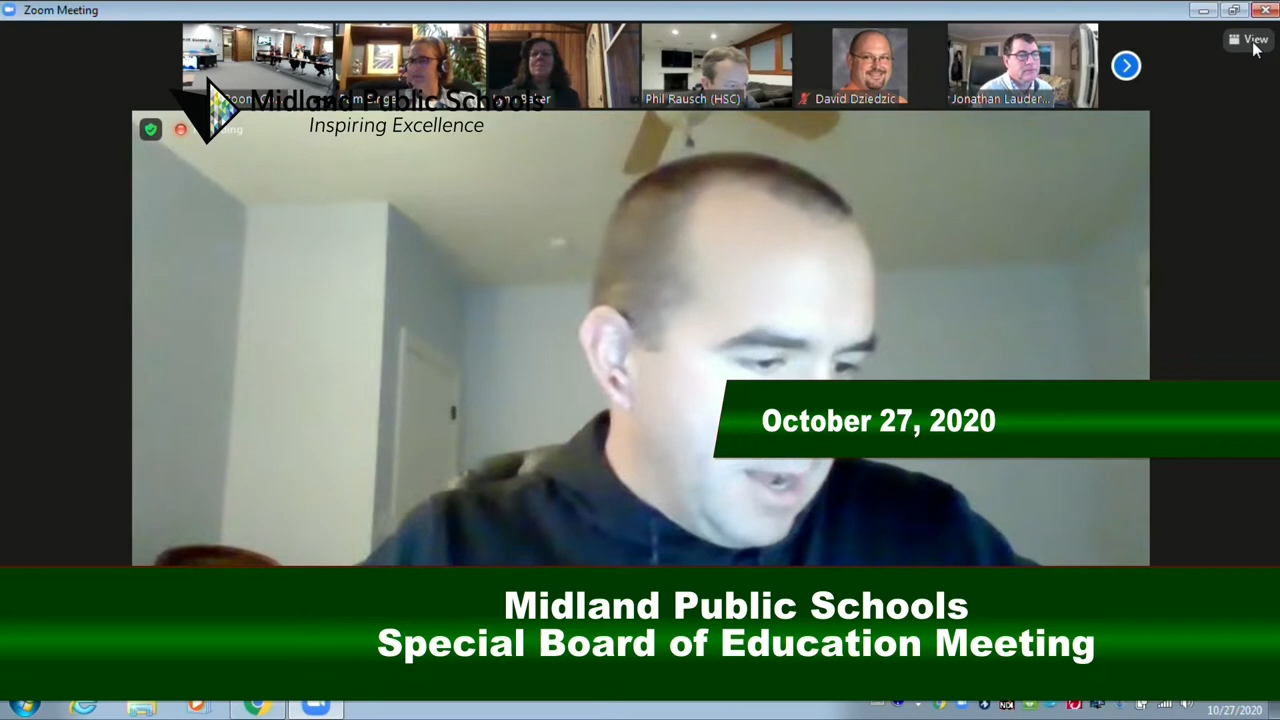 Zoom Meeting
View
Phil Rausch (HSC)
David Dziedzic
Jonathan Lauder...
Baker
Midland Public Schools
Inspiring Excellence
October 27, 2020
Midland Public Schools
Special Board of Education Meeting
10/27/2020